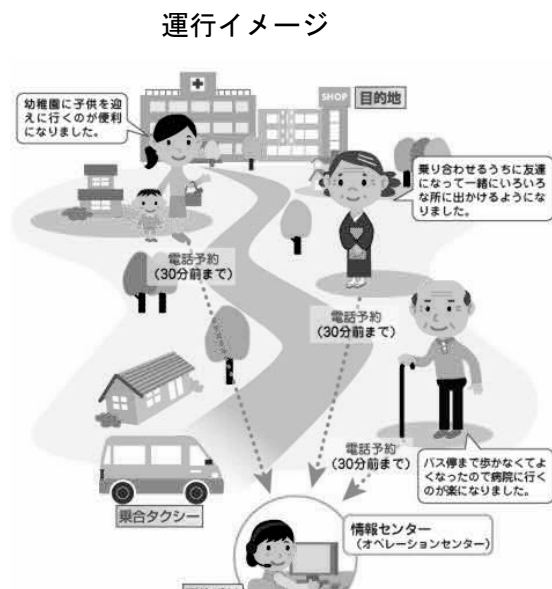 運行イメージ
SHOP
目的地
幼稚園に子供を迎
えに行くのが便利
になりました。
乗り合わせるうちに友達
になって一緒にいろいろ
な所に出かけるようにな
りました。
電話予約
(30分前まで)
電話予約
(30分前まで)
電話予約
(30分前まで)
バス停まで歩かなくてよ
くなったので病院に行く
のが楽になりました。
乗合タクシー
情報センター
(オペレーションセンター)